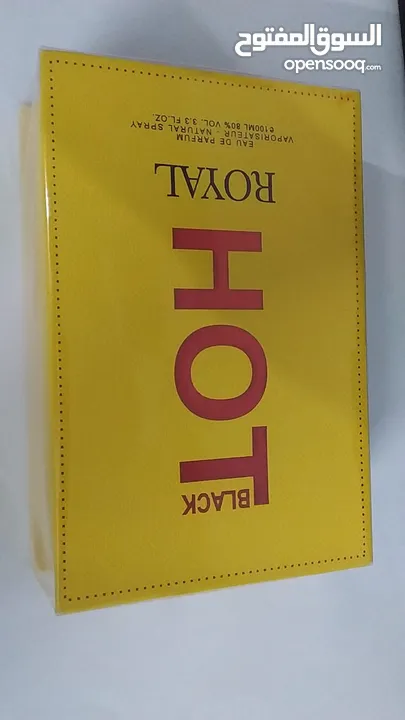 السوق المفتوح
opensooq.com
BLACK
HOT
ROYAL
EAU DE PARFUM
VAPORISATEUR - NATURAL SPRAY
e100ML 80% VOL. 3.3 FL.OZ.